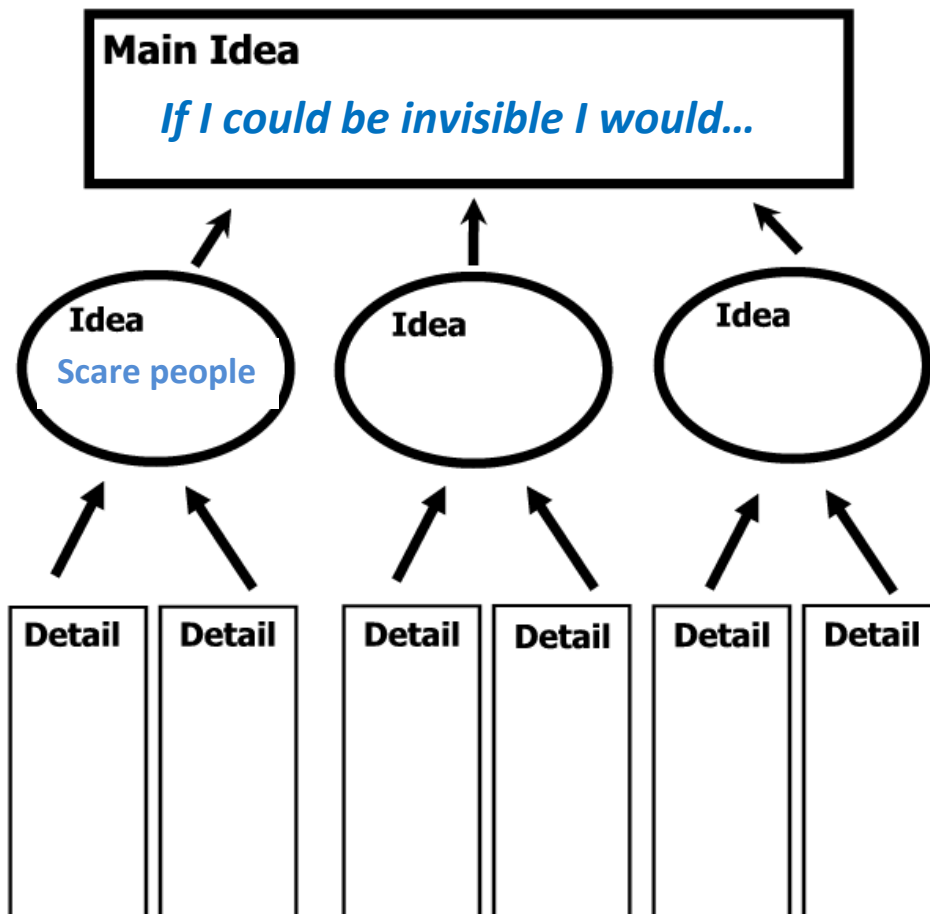 Main Idea
If I could be invisible I would…
Idea
Scare people
Idea
Idea
Detail
Detail
Detail
Detail
Detail
Detail